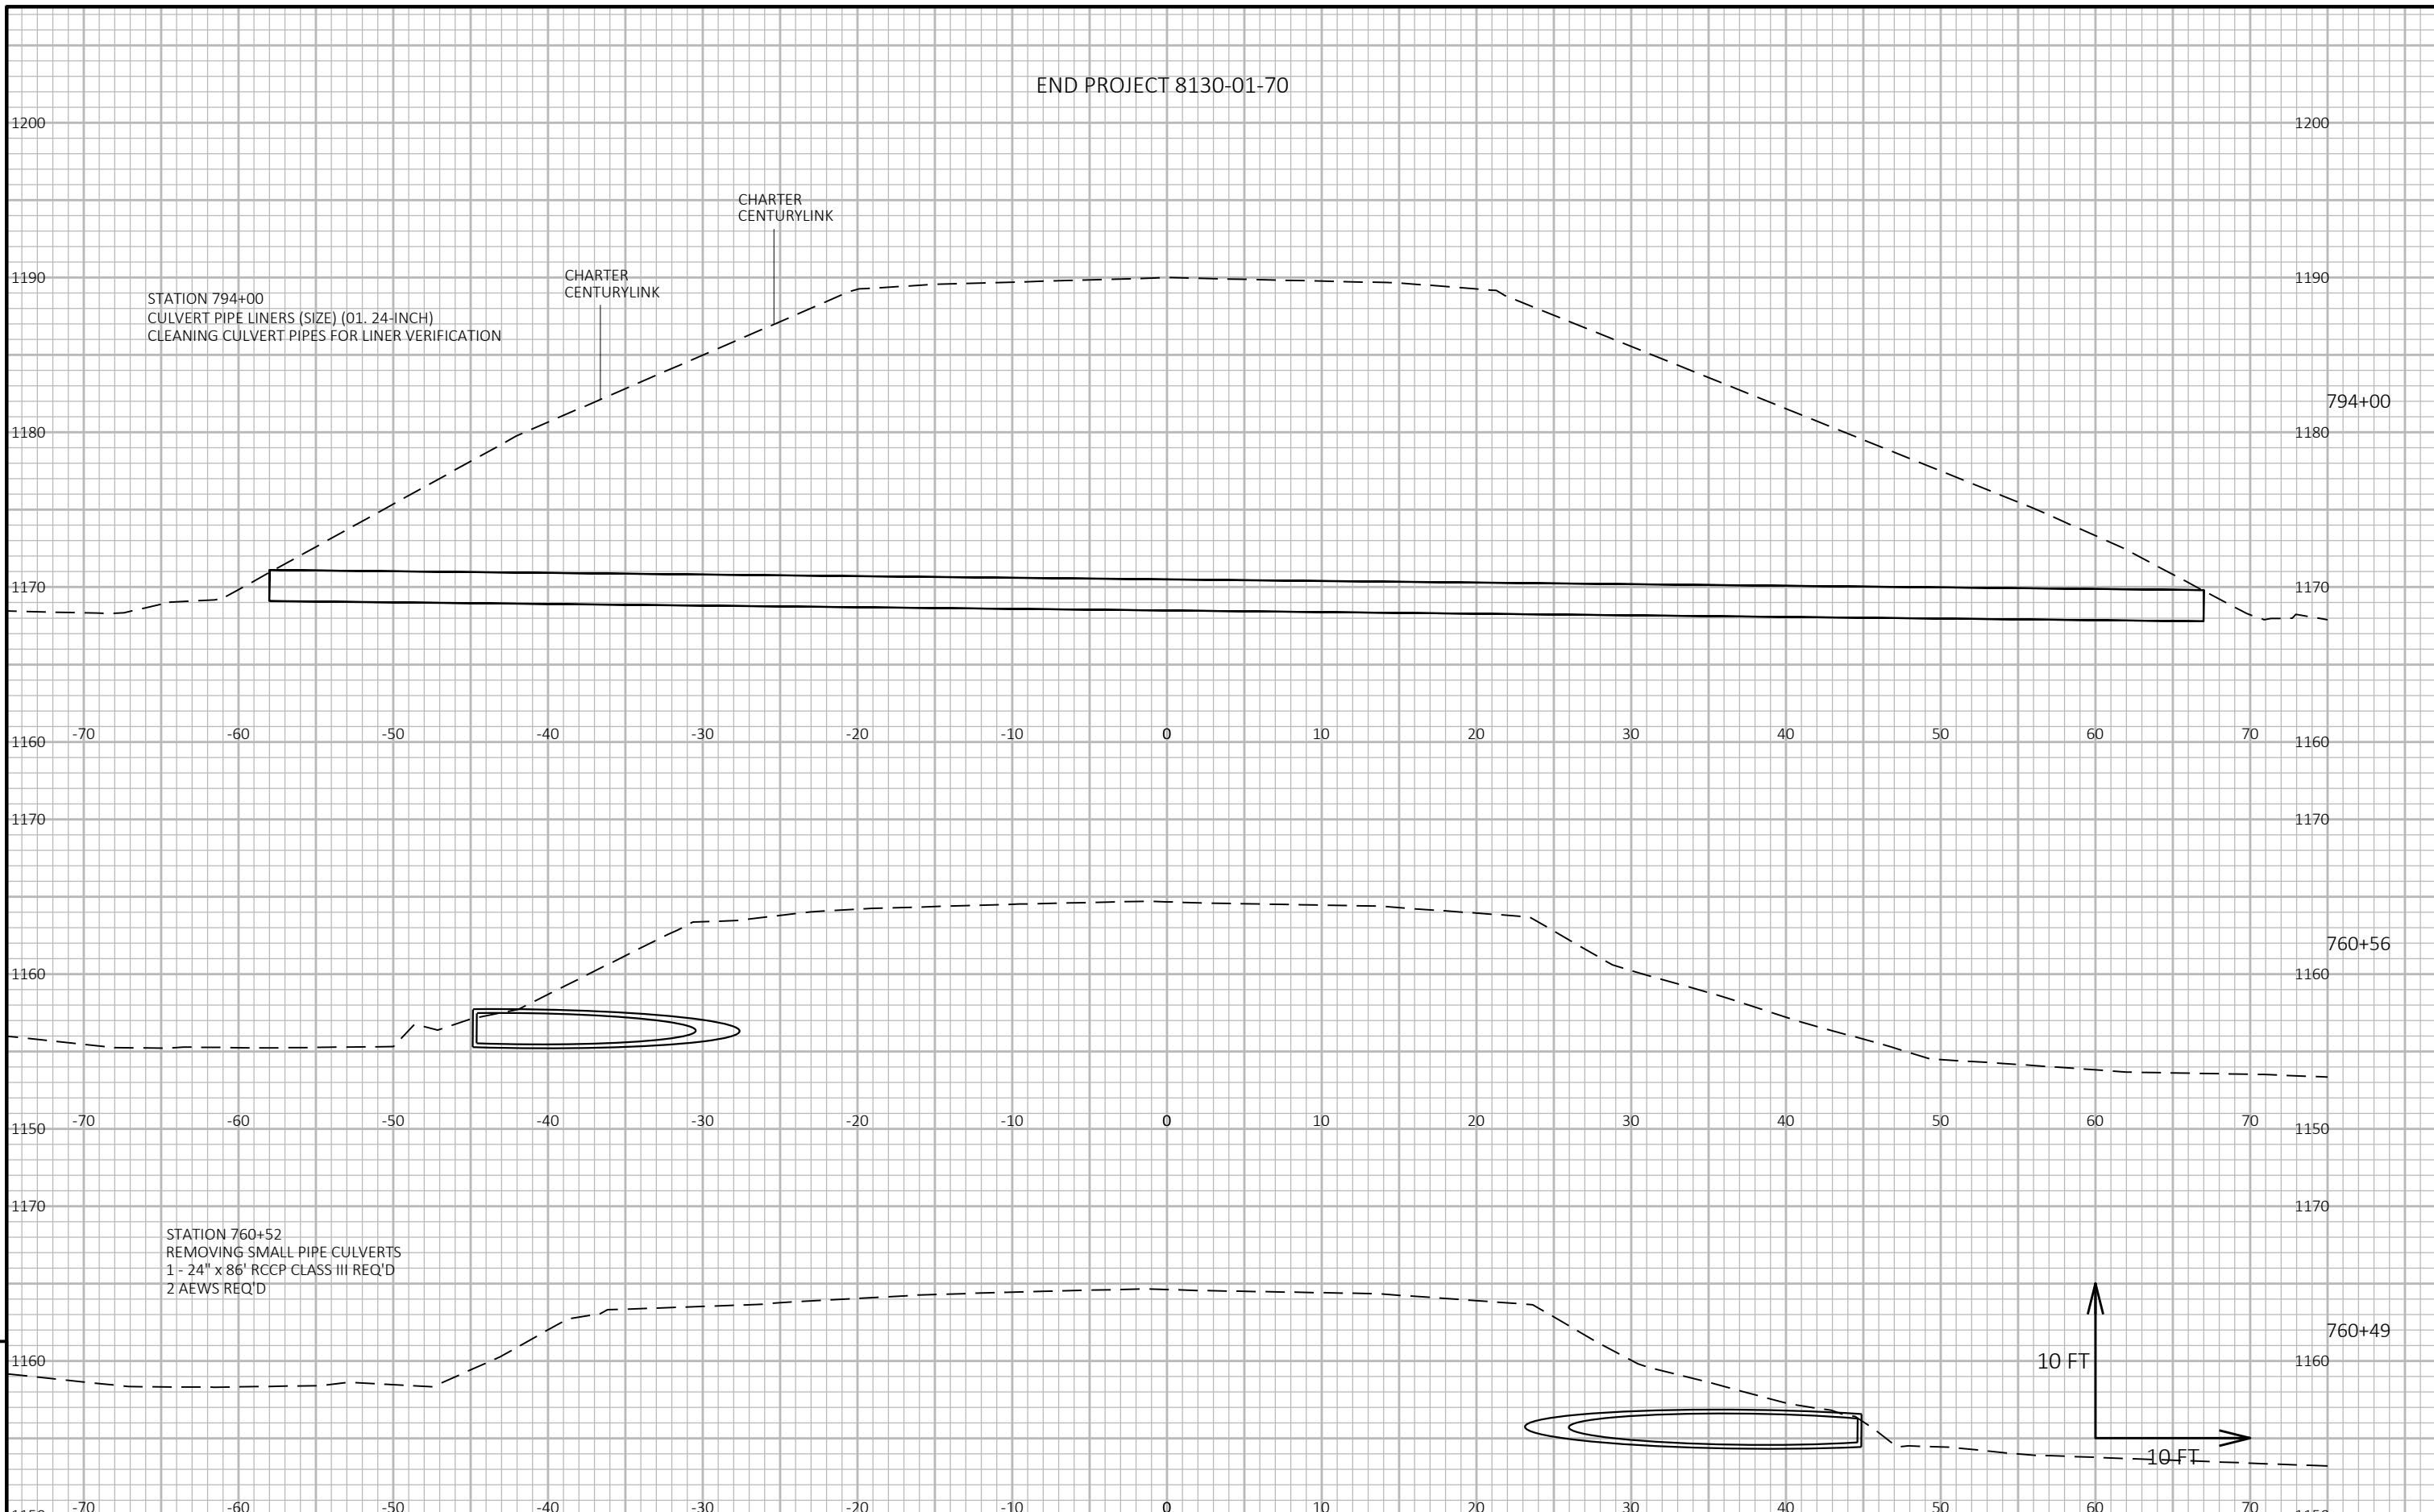 END PROJECT 8130-01-70
1200 1200
CHARTER
CENTURYLINK
CHARTER
CENTURYLINK
1190 1190
STATION 794+00
CULVERT PIPE LINERS (SIZE) (01. 24-INCH)
CLEANING CULVERT PIPES FOR LINER VERIFICATION
794+00
1180 1180
1170 1170
-70 -60 -50 -40 -30 -20 -10 0 10 20 30 40 50 60 70
1160 1160
1170 1170
760+56
1160 1160
-70 -60 -50 -40 -30 -20 -10 0 10 20 30 40 50 60 70
1150 1150
1170 1170
STATION 760+52
REMOVING SMALL PIPE CULVERTS
1 - 24" x 86' RCCP CLASS III REQ'D
2 AEWS REQ'D
760+49
1160 1160
10 FT
10 FT
-70 -60 -50 -40 -30 -20 -10 0 10 20 30 40 50 60 70